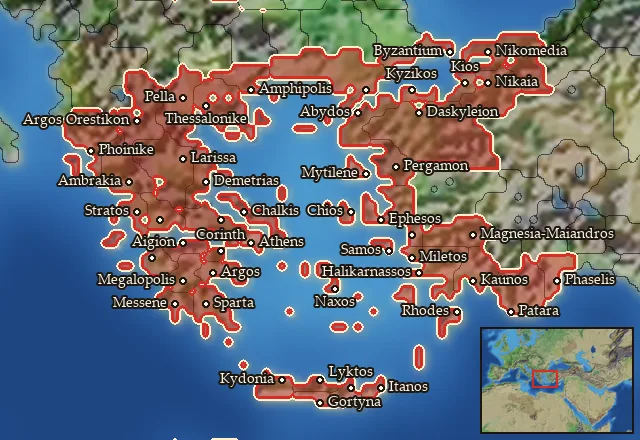 Byzantium
Nikomedia
Kios
Kyzikos
Nikaia
Pella
Amphipolis
Abydos
Daskyleion
Argos Orestikon
Thessalonike
Phoinike
Larissa
Pergamon
Mytilene
Ambrakia
Demetrias
Stratos
Chalkis
Chios
Ephesos
Corinth
Magnesia-Maiandros
Aigion
Athens
Samos
Miletos
Argos
Halikarnassos
Megalopolis
Kaunos
Phaselis
Messene
Sparta
Naxos
Rhodes
Patara
Lyktos
Kydonia
Itanos
Gortyna